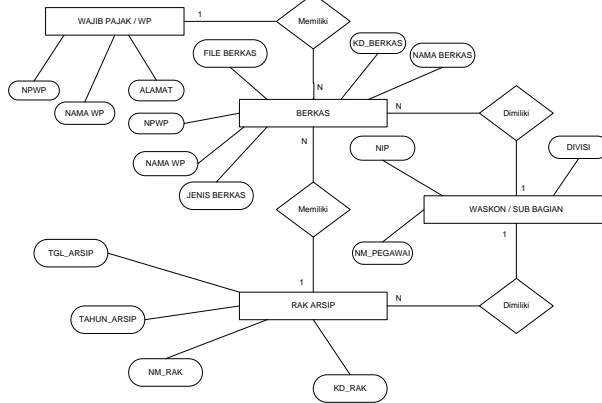 WAJIB PAJAK / WP
1
Memiliki
FILE BERKAS
KD_BERKAS
NAMA BERKAS
NPWP
ALAMAT
NAMA WP
N
BERKAS
N
Dimiliki
NPWP
N
NIP
DIVISI
NAMA WP
JENIS BERKAS
1
Memiliki
WASKON / SUB BAGIAN
1
NM_PEGAWAI
TGL_ARSIP
1
RAK ARSIP
N
Dimiliki
TAHUN_ARSIP
NM_RAK
KD_RAK